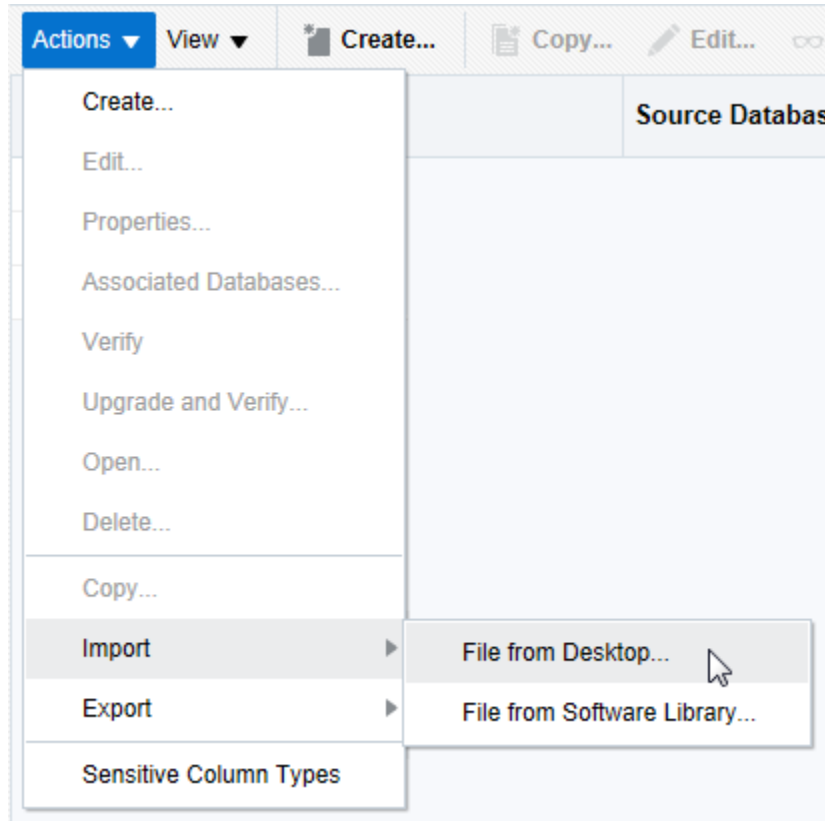 Actions View Create... Copy... Edit...
Source Databas
Create...
Edit...
Properties...
Associated Databases...
Verify
Upgrade and Verify...
Open...
Delete...
Copy...
Import
File from Desktop...
Export
File from Software Library...
Sensitive Column Types